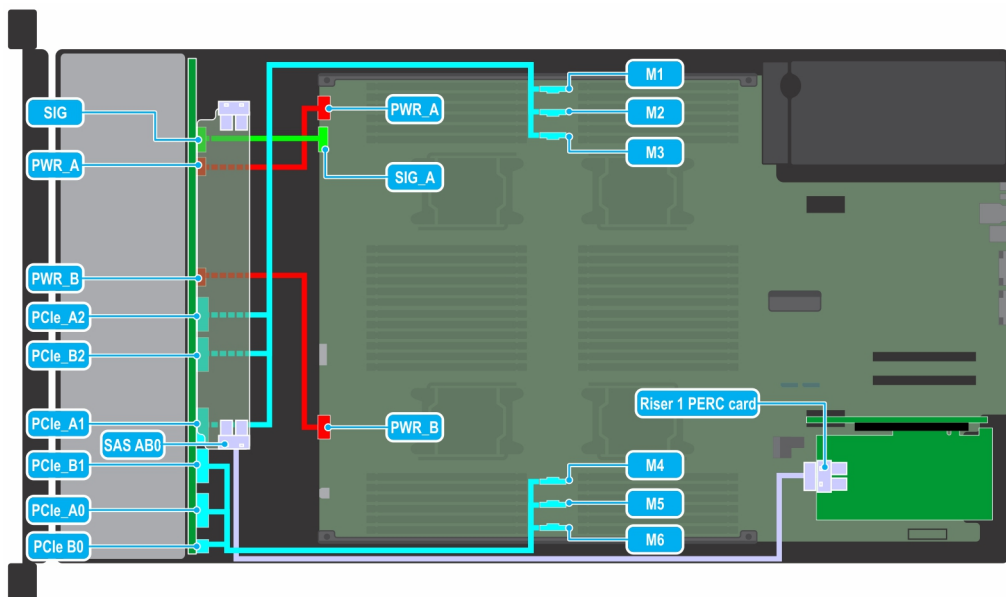 SIG
PWR_A
PWR_B
PCIe_A2
PCIe_B2
PCIe_A1
SAS AB0
PCIe_B1
PCIe_A0
PCIe B0
PWR_A
SIG_A
PWR_B
M1
M2
M3
Riser 1 PERC card
M4
M5
M6